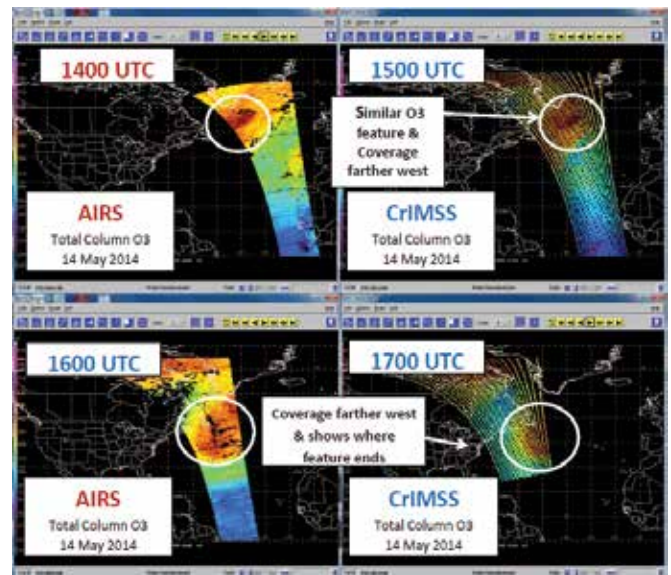 1400 UTC
AIRS
Total Column O3
14 May 2014
1500 UTC
Similar O3
feature &
Coverage
farther west
CrIMSS
Total Column O3
14 May 2014
1600 UTC
AIRS
Total Column O3
14 May 2014
1700 UTC
Coverage farther west
& shows where
feature ends
CrIMSS
Total Column O3
14 May 2014